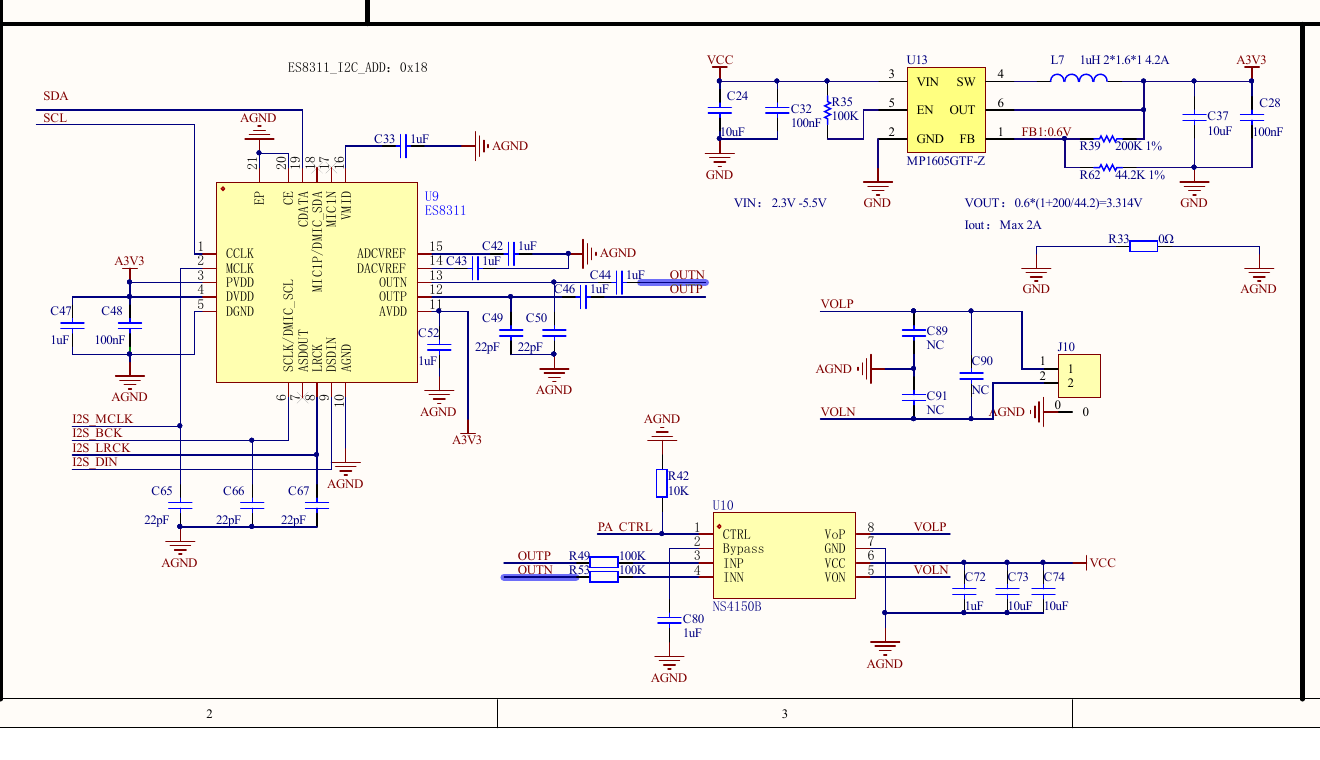 ES8311_I2C_ADD: 0x18
SDA
SCL
AGND
C33 1uF
AGND
21 20 19 18 17 16
EP CE CDATA MIC1P/DMIC_SDA MICIN VMID
U9
ES8311
1 CCLK
2 MCLK
3 PVDD
4 DVDD
5 DGND
ADCVREF 15
DACVREF 14
OUTN 13
OUTP 12
AVDD 11
SCLK/DMIC_SCL ASDOUT LRCK DSDIN AGND
6 7 8 9 10
A3V3
C47
1uF
C48
100nF
AGND
C42 1uF
AGND
C43 1uF
C44 1uF OUTN
C46 1uF OUTP
C49
22pF
C50
22pF
AGND
C52
1uF
AGND
A3V3
I2S_MCLK
I2S_BCK
I2S_LRCK
I2S_DIN
AGND
C65
22pF
C66
22pF
C67
22pF
AGND
VCC
C24
10uF
C32
100nF
R35
100K
GND
U13
3 VIN SW 4
5 EN OUT 6
2 GND FB 1
MP1605GTF-Z
GND
L7 1uH 2*1.6*1 4.2A
A3V3
FB1:0.6V
R39 200K 1%
R62 44.2K 1%
C37
10uF
C28
100nF
GND
VIN: 2.3V -5.5V
VOUT: 0.6*(1+200/44.2)=3.314V
Iout: Max 2A
R33 0Ω
GND
AGND
VOLP
C89
NC
AGND
C90
NC
C91
NC
VOLN
J10
1 1
2 2
AGND 0 0
AGND
R42
10K
U10
PA_CTRL 1 CTRL
2 Bypass
OUTP R49 100K 3 INP
OUTN R53 100K 4 INN
VoP 8 VOLP
GND 7
VCC 6 VCC
VON 5 VOLN
NS4150B
C80
1uF
AGND
C72
1uF
C73
10uF
C74
10uF
AGND
2 3